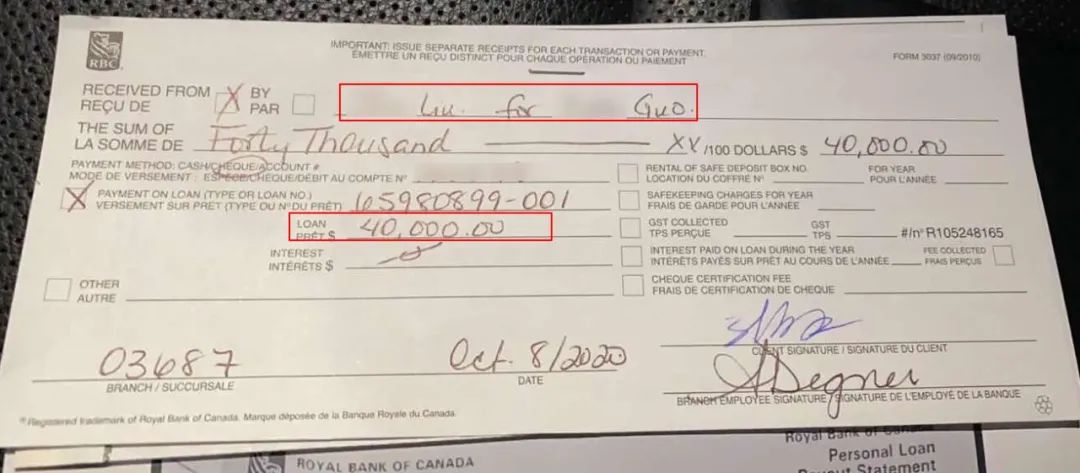 IMPORTANT: ISSUE SEPARATE RECEIPTS FOR EACH TRANSACTION OR PAYMENT.
ÉMETTRE UN REÇU DISTINCT POUR CHAQUE OPÉRATION OU PAIEMENT
FORM 3037 (09/2010)
RBC
RECEIVED FROM X BY Liu for Guo.
REÇU DE PAR
THE SUM OF
LA SOMME DE Forty Thousand XX/100 DOLLARS $ 40,000.00
PAYMENT METHOD: CASH/CHEQUE/ACCOUNT #
MODE DE VERSEMENT : ESPÈCE/CHÈQUE/DÉBIT AU COMPTE Nº
RENTAL OF SAFE DEPOSIT BOX NO. FOR YEAR
LOCATION DU COFFRE Nº POUR L'ANNÉE
X PAYMENT ON LOAN (TYPE OR LOAN NO.)
VERSEMENT SUR PRÊT (TYPE OU Nº DU PRÊT) 165980899-001
SAFEKEEPING CHARGES FOR YEAR
FRAIS DE GARDE POUR L'ANNÉE
LOAN
PRÊT $ 40,000.00
GST COLLECTED GST
TPS PERÇUE TPS #/nº R105248165
INTEREST
INTÉRÊTS $
INTEREST PAID ON LOAN DURING THE YEAR FEE COLLECTED
INTÉRÊTS PAYÉS SUR PRÊT AU COURS DE L'ANNÉE FRAIS PERÇUS
OTHER
AUTRE
CHEQUE CERTIFICATION FEE
FRAIS DE CERTIFICATION DE CHÈQUE
03687
BRANCH / SUCCURSALE
Oct. 8/2020
DATE
CLIENT SIGNATURE / SIGNATURE DU CLIENT
Degner
BRANCH EMPLOYEE SIGNATURE / SIGNATURE DE L'EMPLOYÉ DE LA BANQUE
® Registered trademark of Royal Bank of Canada. Marque déposée de la Banque Royale du Canada.
ROYAL BANK OF CANADA
Royal Bank of Canada
Personal Loan
Payout Statement